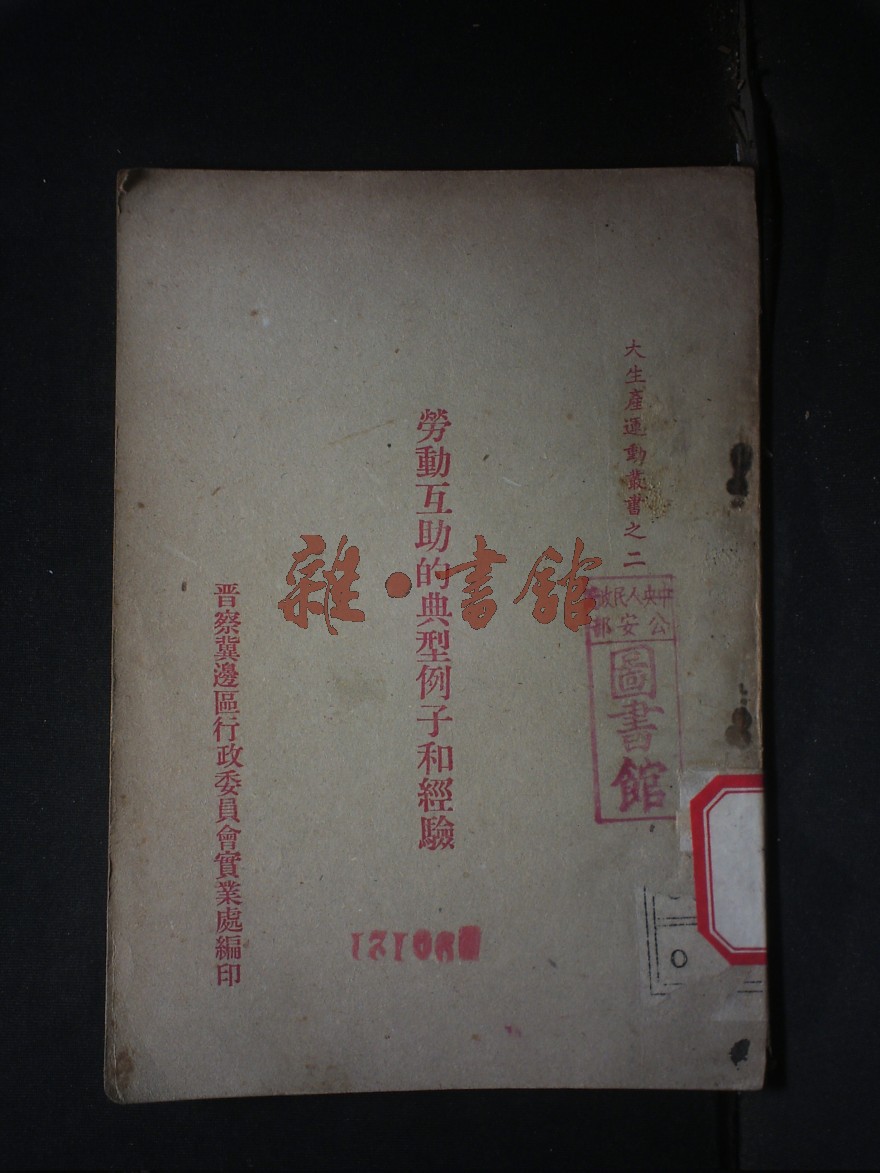 大生產運動叢書之二
勞動互助的典型例子和經驗
晋察冀邊區行政委員會實業處編印
雜·書館
中央人民政府
公安部
圖書館